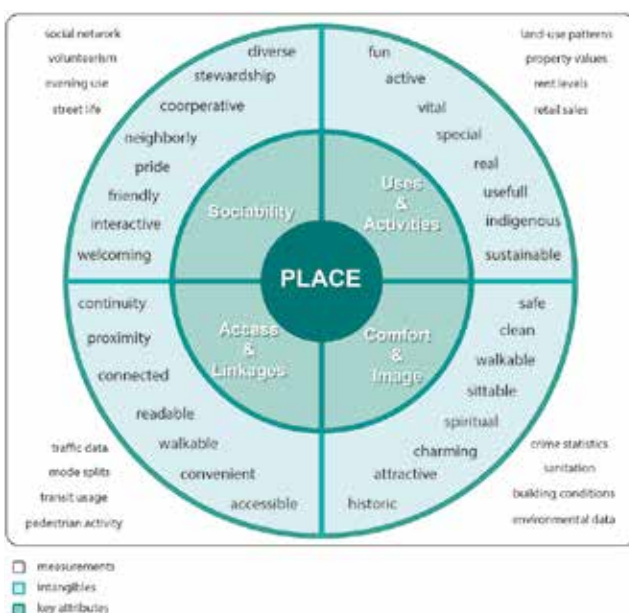 social network
volunteerism
evening use
street life
diverse
stewardship
coorperative
neighborly
pride
friendly
interactive
welcoming
fun
active
vital
special
real
usefull
indigenous
sustainable
land-use patterns
property values
rent levels
retail sales
Sociability
Uses
&
Activities
PLACE
Access
&
Linkages
Comfort
&
Image
continuity
proximity
connected
readable
walkable
convenient
accessible
safe
clean
walkable
sittable
spiritual
charming
attractive
historic
traffic data
mode splits
transit usage
pedestrian activity
crime statistics
sanitation
building conditions
environmental data
measurements
intangibles
key attributes